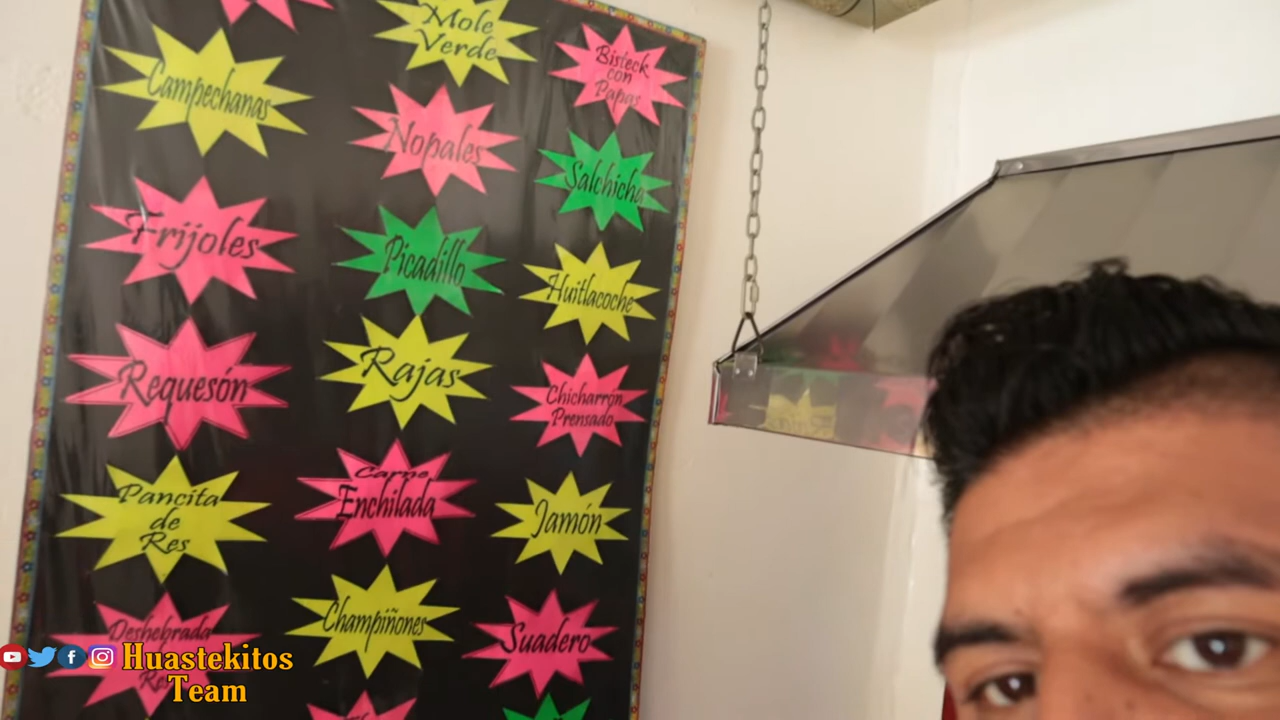 Campechanas
Frijoles
Requesón
Pancita
de
Res
Deshebrada
Res
Mole
Verde
Nopales
Picadillo
Rajas
Carne
Enchilada
Champiñones
Bisteck
con
Papas
Salchicha
Huitlacoche
Chicharrón
Prensado
Jamón
Suadero
Huastekitos
Team